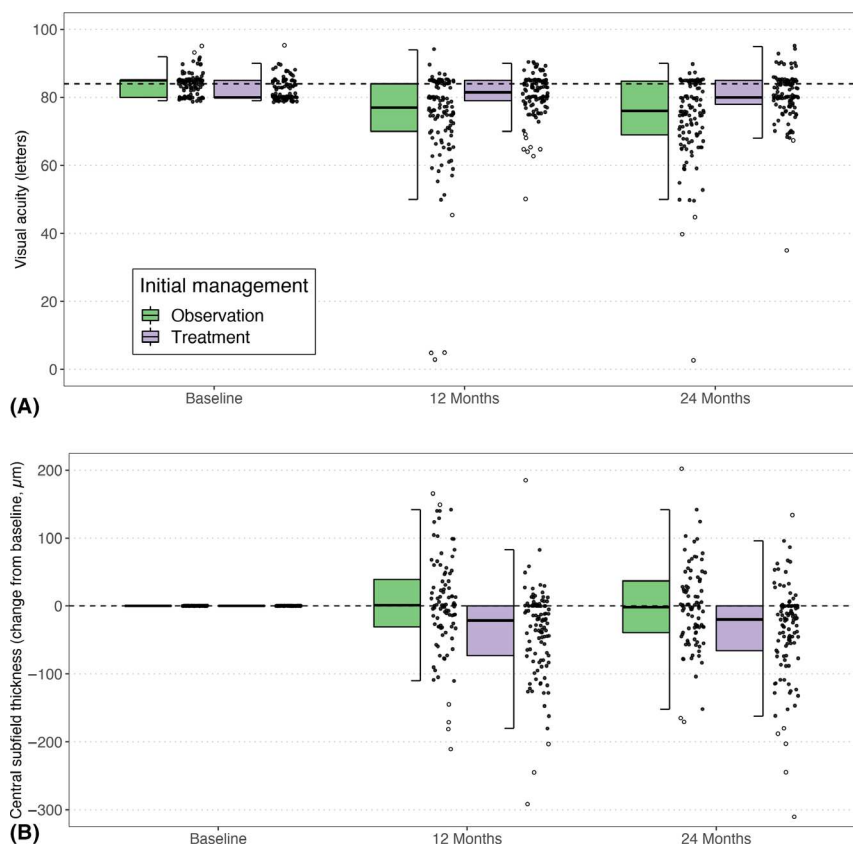 100
80
60
40
20
0
Visual acuity (letters)
Initial management
Observation
Treatment
Baseline
12 Months
24 Months
(A)
200
100
0
−100
−200
−300
Central subfield thickness (change from baseline, μm)
Baseline
12 Months
24 Months
(B)